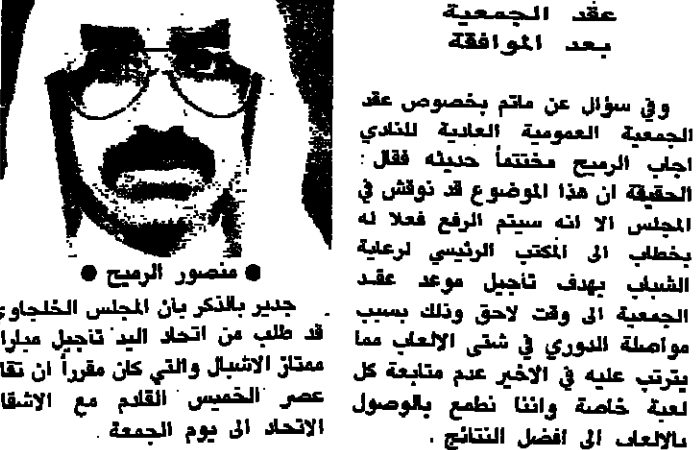 عقد الجمعية
بعد الموافقة
وفي سؤال عن ماتم بخصوص عقد
الجمعية العمومية العادية للنادي
اجاب الرميح مختتماً حديثه فقال :
الحقيقة ان هذا الموضوع قد نوقش في
المجلس الا انه سيتم الرفع فعلا له
بخطاب الى المكتب الرئيسي لرعاية
الشباب بهدف تأجيل موعد عقد
الجمعية الى وقت لاحق وذلك بسبب
مواصلة الدوري في شتى الالعاب مما
يترتب عليه في الاخير عدم متابعة كل
لعبة خاصة واننا نطمع بالوصول
بالالعاب الى افضل النتائج .
● منصور الرميح ●
جدير بالذكر بان المجلس الخلجاوي
قد طلب من اتحاد اليد تأجيل
ممتاز الاشبال والتي كان مقرراً ان
عصر الخميس القادم مع
الاتحاد الى يوم الجمعة .